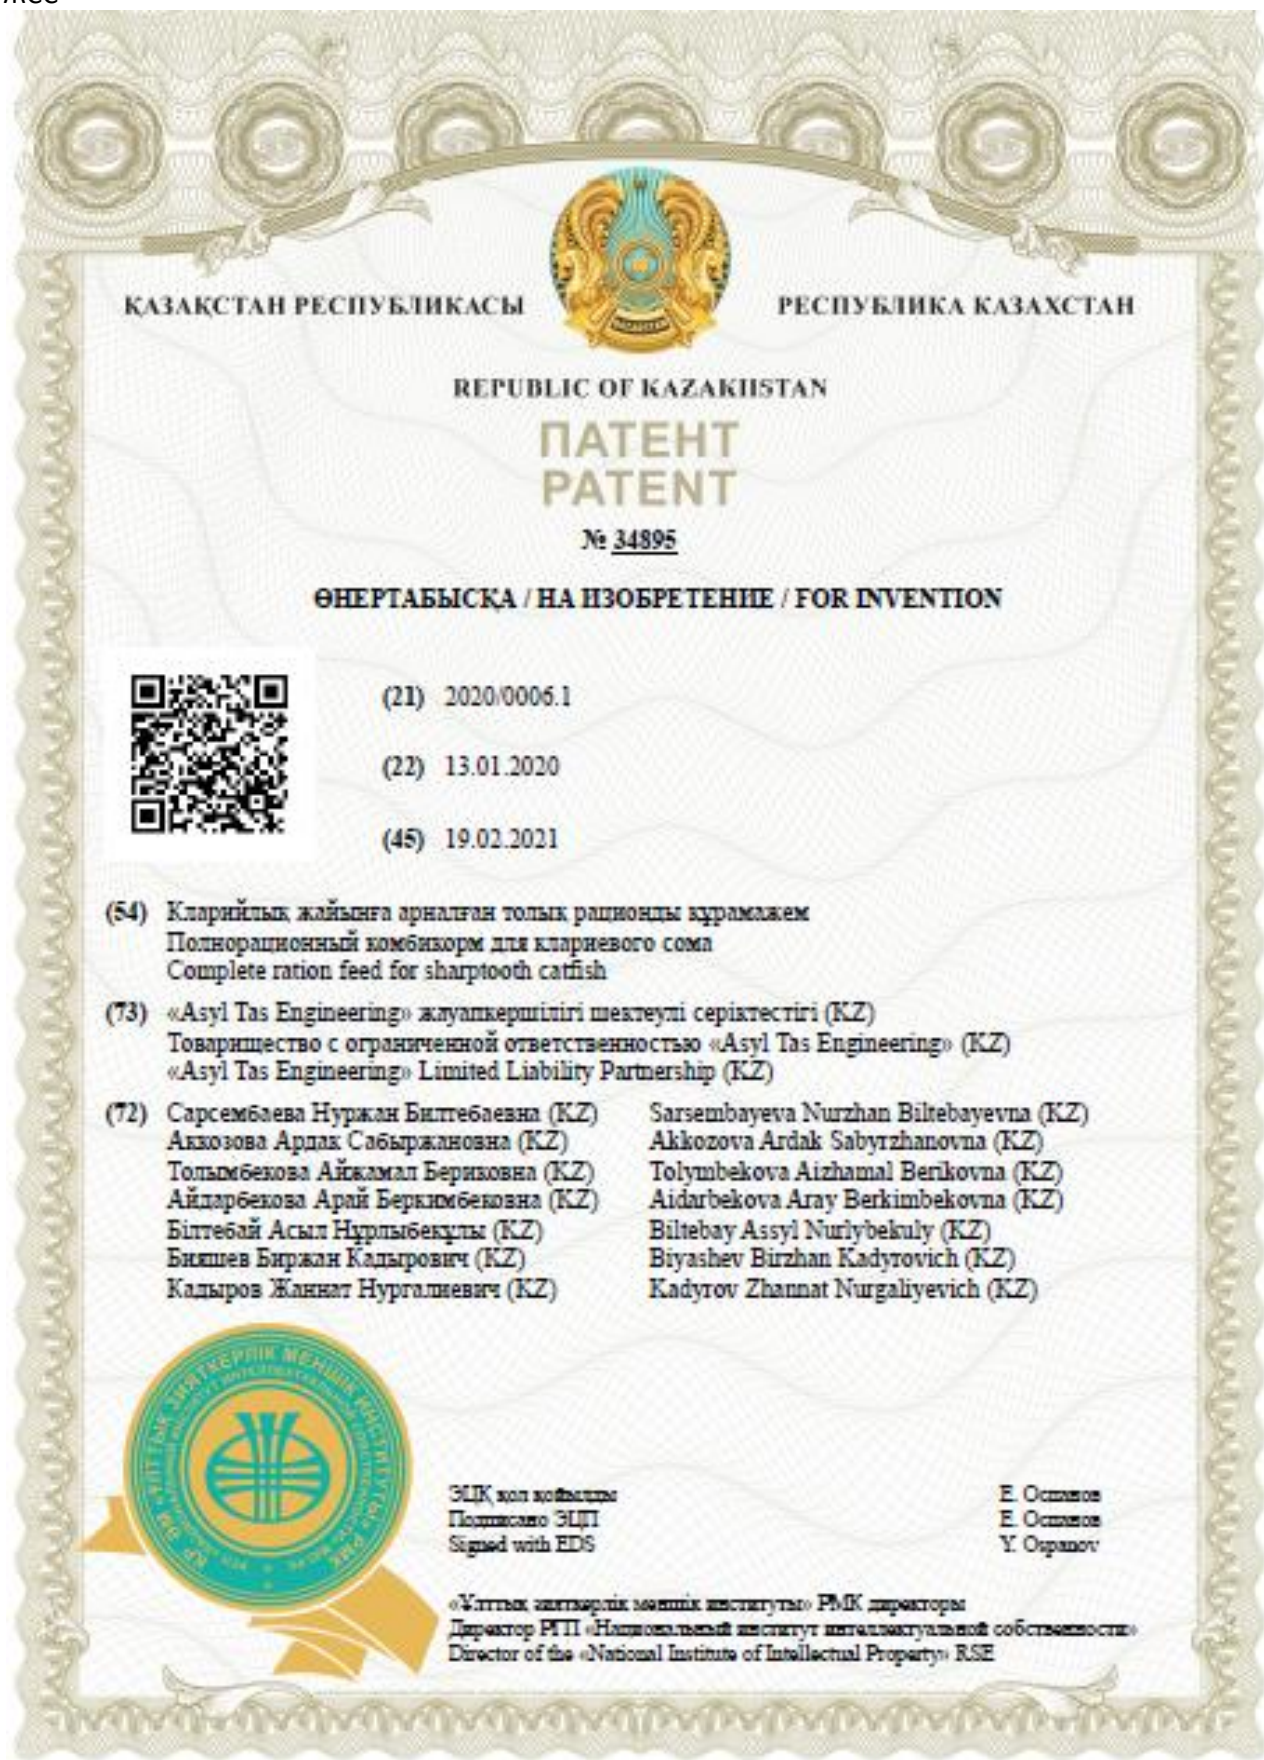 ҚАЗАҚСТАН РЕСПУБЛИКАСЫ
РЕСПУБЛИКА КАЗАХСТАН
REPUBLIC OF KAZAKHSTAN
ПАТЕНТ
PATENT
№ 34895
ӨНЕРТАБЫСҚА / НА ИЗОБРЕТЕНИЕ / FOR INVENTION
(21) 2020/0006.1
(22) 13.01.2020
(45) 19.02.2021
(54) Кларийлық жайынға арналған толық рационды құрамажем
Полнорационный комбикорм для клариевого сома
Complete ration feed for sharptooth catfish
(73) «Asyl Tas Engineering» жауапкершілігі шектеулі серіктестігі (KZ)
Товарищество с ограниченной ответственностью «Asyl Tas Engineering» (KZ)
«Asyl Tas Engineering» Limited Liability Partnership (KZ)
(72) Сарсембаева Нуржан Билтебаевна (KZ) Sarsembayeva Nurzhan Biltebayevna (KZ)
Аккозова Ардак Сабыржановна (KZ) Akkozova Ardak Sabyrzhanovna (KZ)
Толымбекова Айжамал Бериковна (KZ) Tolymbekova Aizhamal Berikovna (KZ)
Айдарбекова Арай Беркимбековна (KZ) Aidarbekova Aray Berkimbekovna (KZ)
Білтебай Асыл Нұрлыбекұлы (KZ) Biltebay Assyl Nurlybekuly (KZ)
Бияшев Биржан Кадырович (KZ) Biyashev Birzhan Kadyrovich (KZ)
Кадыров Жаннат Нургалиевич (KZ) Kadyrov Zhannat Nurgaliyevich (KZ)
ЭЦҚ қол қойылды Е. Оспанов
Подписано ЭЦП Е. Оспанов
Signed with EDS Y. Ospanov
«Ұлттық зияткерлік меншік институты» РМК директоры
Директор РГП «Национальный институт интеллектуальной собственности»
Director of the «National Institute of Intellectual Property» RSE